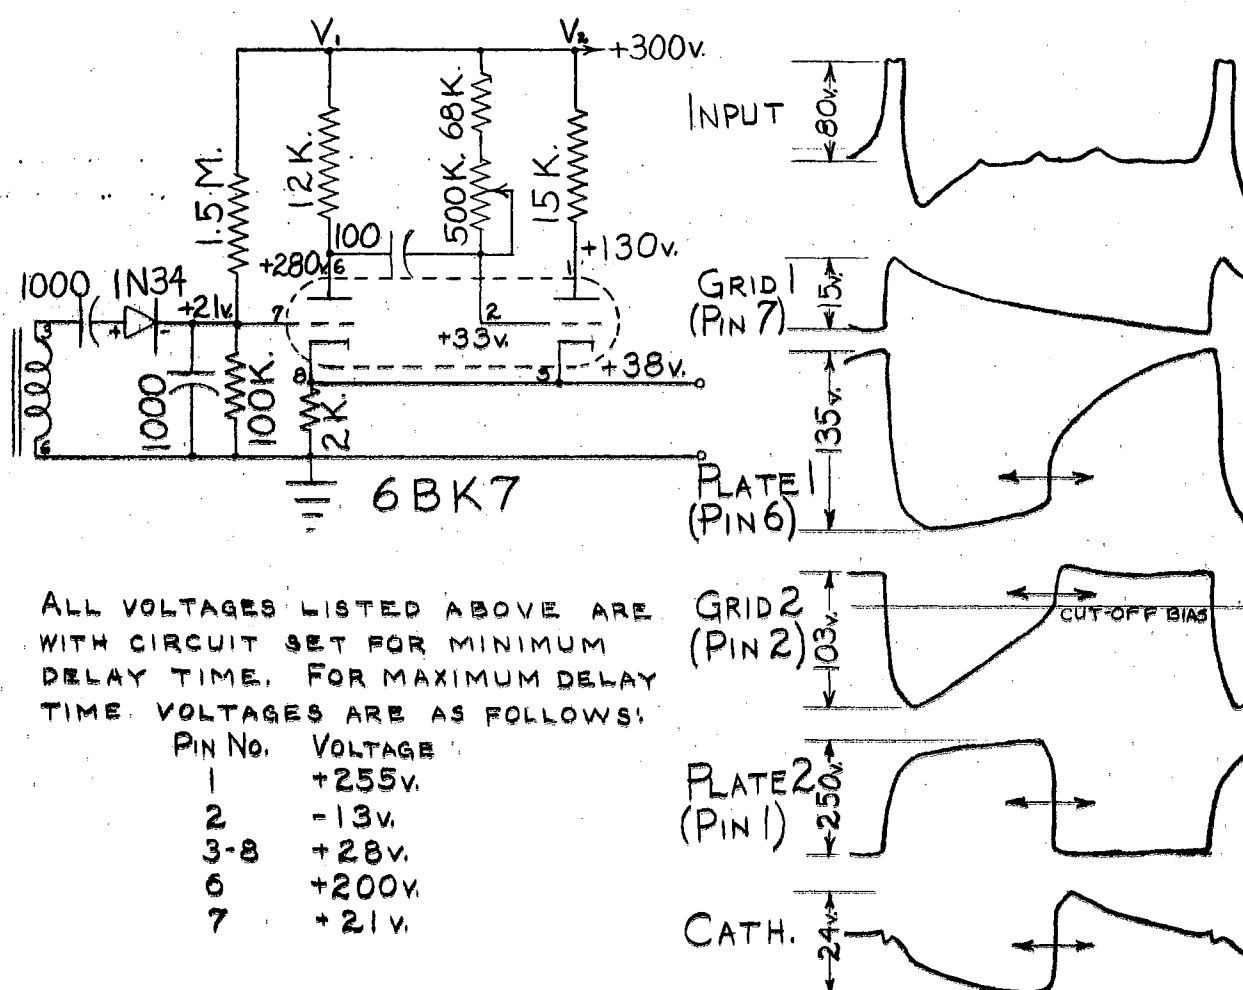 V1
V2
+300v.
1.5 M.
12 K.
500K. 68K.
15 K.
100
+280v.
6
1
+130v.
1000
1N34
+21v.
7
2
+33v.
+
-
3
8
3
+38v.
1000
100K.
2 K.
6
6BK7
ALL VOLTAGES LISTED ABOVE ARE
WITH CIRCUIT SET FOR MINIMUM
DELAY TIME. FOR MAXIMUM DELAY
TIME VOLTAGES ARE AS FOLLOWS:
PIN NO. VOLTAGE
1 +255v.
2 -13v.
3-8 +28v.
6 +200v.
7 +21v.
INPUT
80v.
GRID 1
(PIN 7)
15v.
PLATE 1
(PIN 6)
135v.
GRID 2
(PIN 2)
103v.
CUT-OFF BIAS
PLATE 2
(PIN 1)
250v.
CATH.
24v.